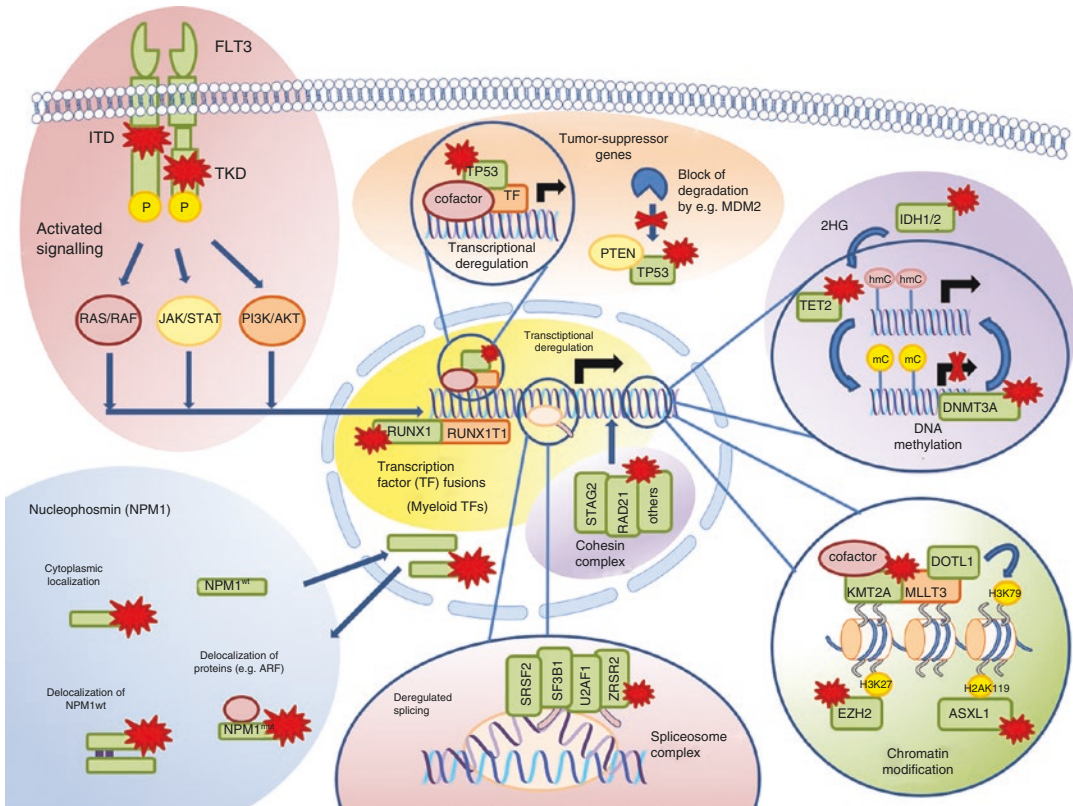 FLT3
ITD
TKD
P
P
Activated
signalling
RAS/RAF
JAK/STAT
PI3K/AKT
Tumor-suppressor
genes
TP53
cofactor
TF
Transcriptional
deregulation
Block of
degradation
by e.g. MDM2
PTEN
TP53
2HG
IDH1/2
TET2
hmC
hmC
mC
mC
DNMT3A
DNA
methylation
Transctiptional
deregulation
RUNX1
RUNX1T1
Transcription
factor (TF) fusions
(Myeloid TFs)
STAG2
RAD21
others
Cohesin
complex
Nucleophosmin (NPM1)
Cytoplasmic
localization
NPM1wt
Delocalization of
proteins (e.g. ARF)
Delocalization of
NPM1wt
NPM1mut
Deregulated
splicing
SRSF2
SF3B1
U2AF1
ZRSR2
Spliceosome
complex
cofactor
DOTL1
KMT2A
MLLT3
H3K79
H3K27
H2AK119
EZH2
ASXL1
Chromatin
modification